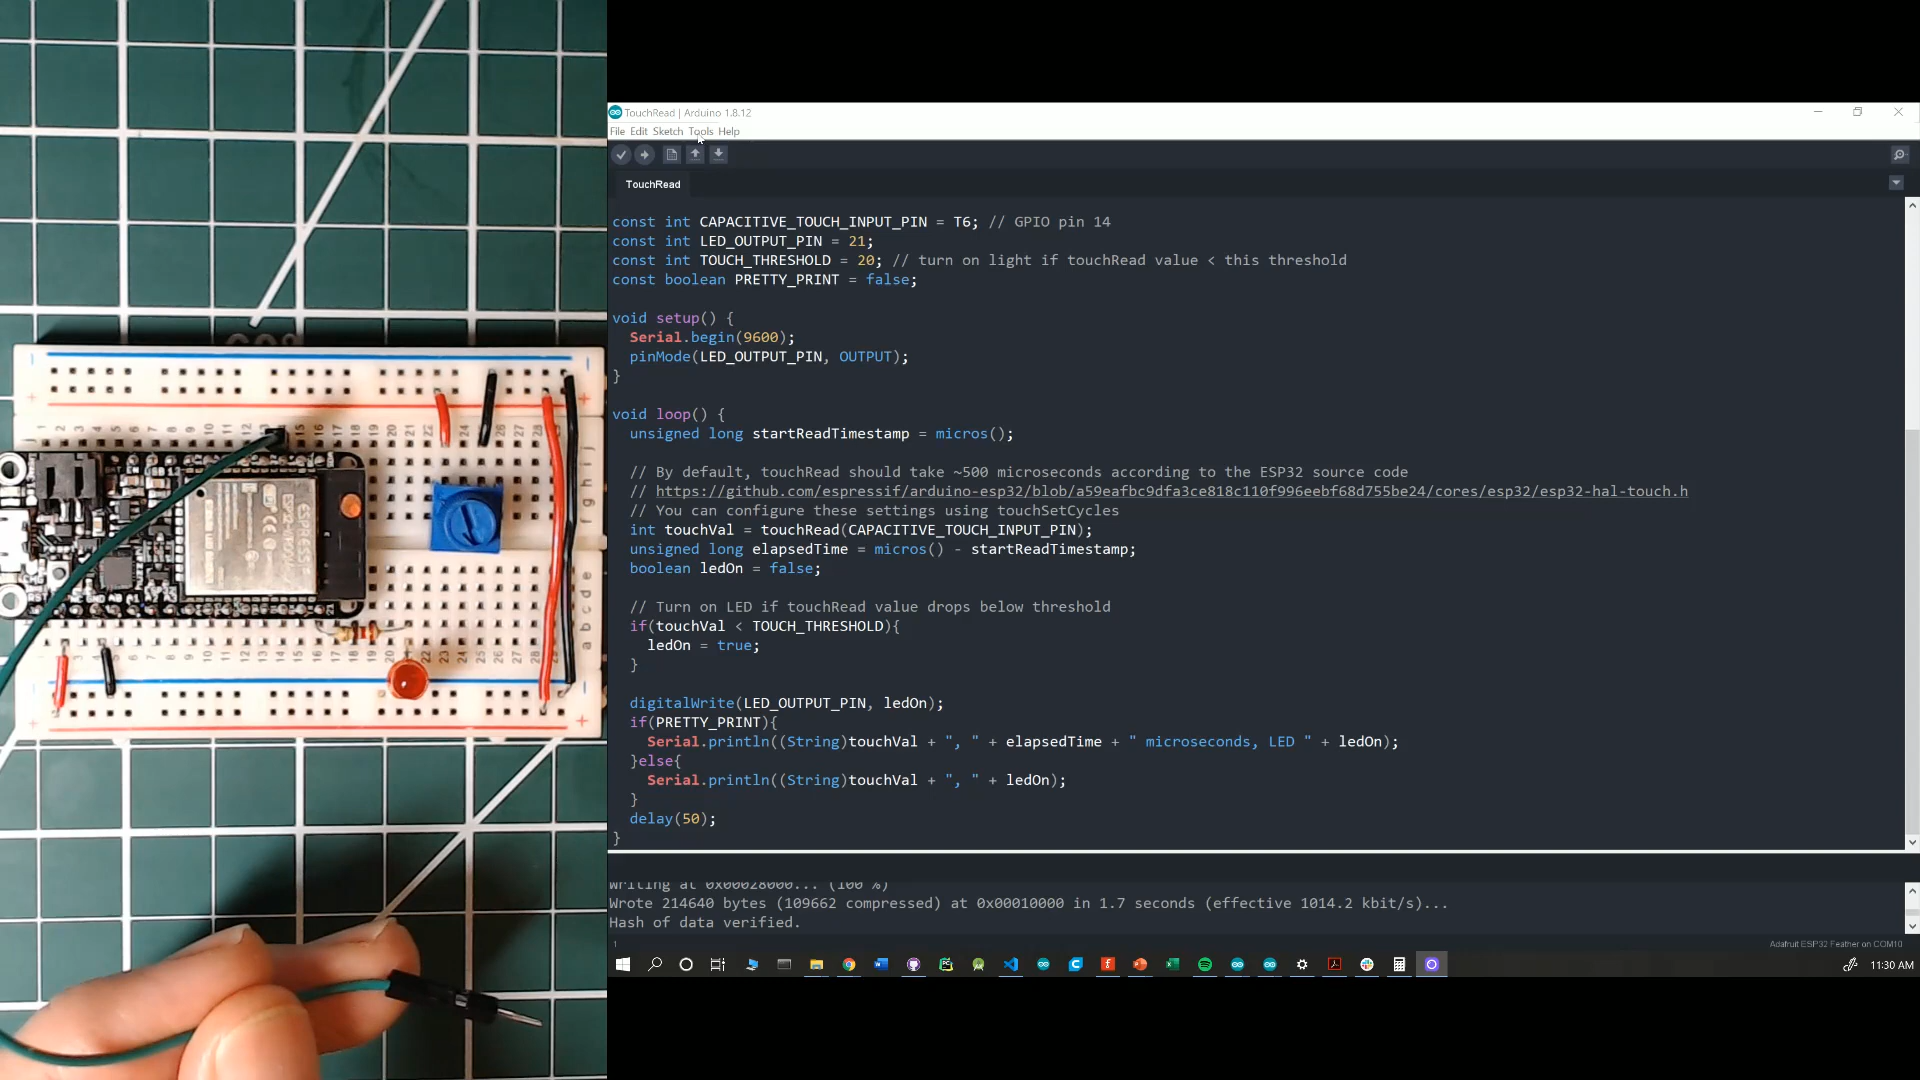 TouchRead | Arduino 1.8.12
File Edit Sketch Tools Help
TouchRead
const int CAPACITIVE_TOUCH_INPUT_PIN = T6; // GPIO pin 14
const int LED_OUTPUT_PIN = 21;
const int TOUCH_THRESHOLD = 20; // turn on light if touchRead value < this threshold
const boolean PRETTY_PRINT = false;
void setup() {
Serial.begin(9600);
pinMode(LED_OUTPUT_PIN, OUTPUT);
}
void loop() {
unsigned long startReadTimestamp = micros();
// By default, touchRead should take ~500 microseconds according to the ESP32 source code
// https://github.com/espressif/arduino-esp32/blob/a59eafbc9dfa3ce818c110f996eebf68d755be24/cores/esp32/esp32-hal-touch.h
// You can configure these settings using touchSetCycles
int touchVal = touchRead(CAPACITIVE_TOUCH_INPUT_PIN);
unsigned long elapsedTime = micros() - startReadTimestamp;
boolean ledOn = false;
// Turn on LED if touchRead value drops below threshold
if(touchVal < TOUCH_THRESHOLD){
ledOn = true;
}
digitalWrite(LED_OUTPUT_PIN, ledOn);
if(PRETTY_PRINT){
Serial.println((String)touchVal + ", " + elapsedTime + " microseconds, LED " + ledOn);
}else{
Serial.println((String)touchVal + ", " + ledOn);
}
delay(50);
}
Writing at 0x00028000... (100 %)
Wrote 214640 bytes (109662 compressed) at 0x00010000 in 1.7 seconds (effective 1014.2 kbit/s)...
Hash of data verified.
1
Adafruit ESP32 Feather on COM10
11:30 AM